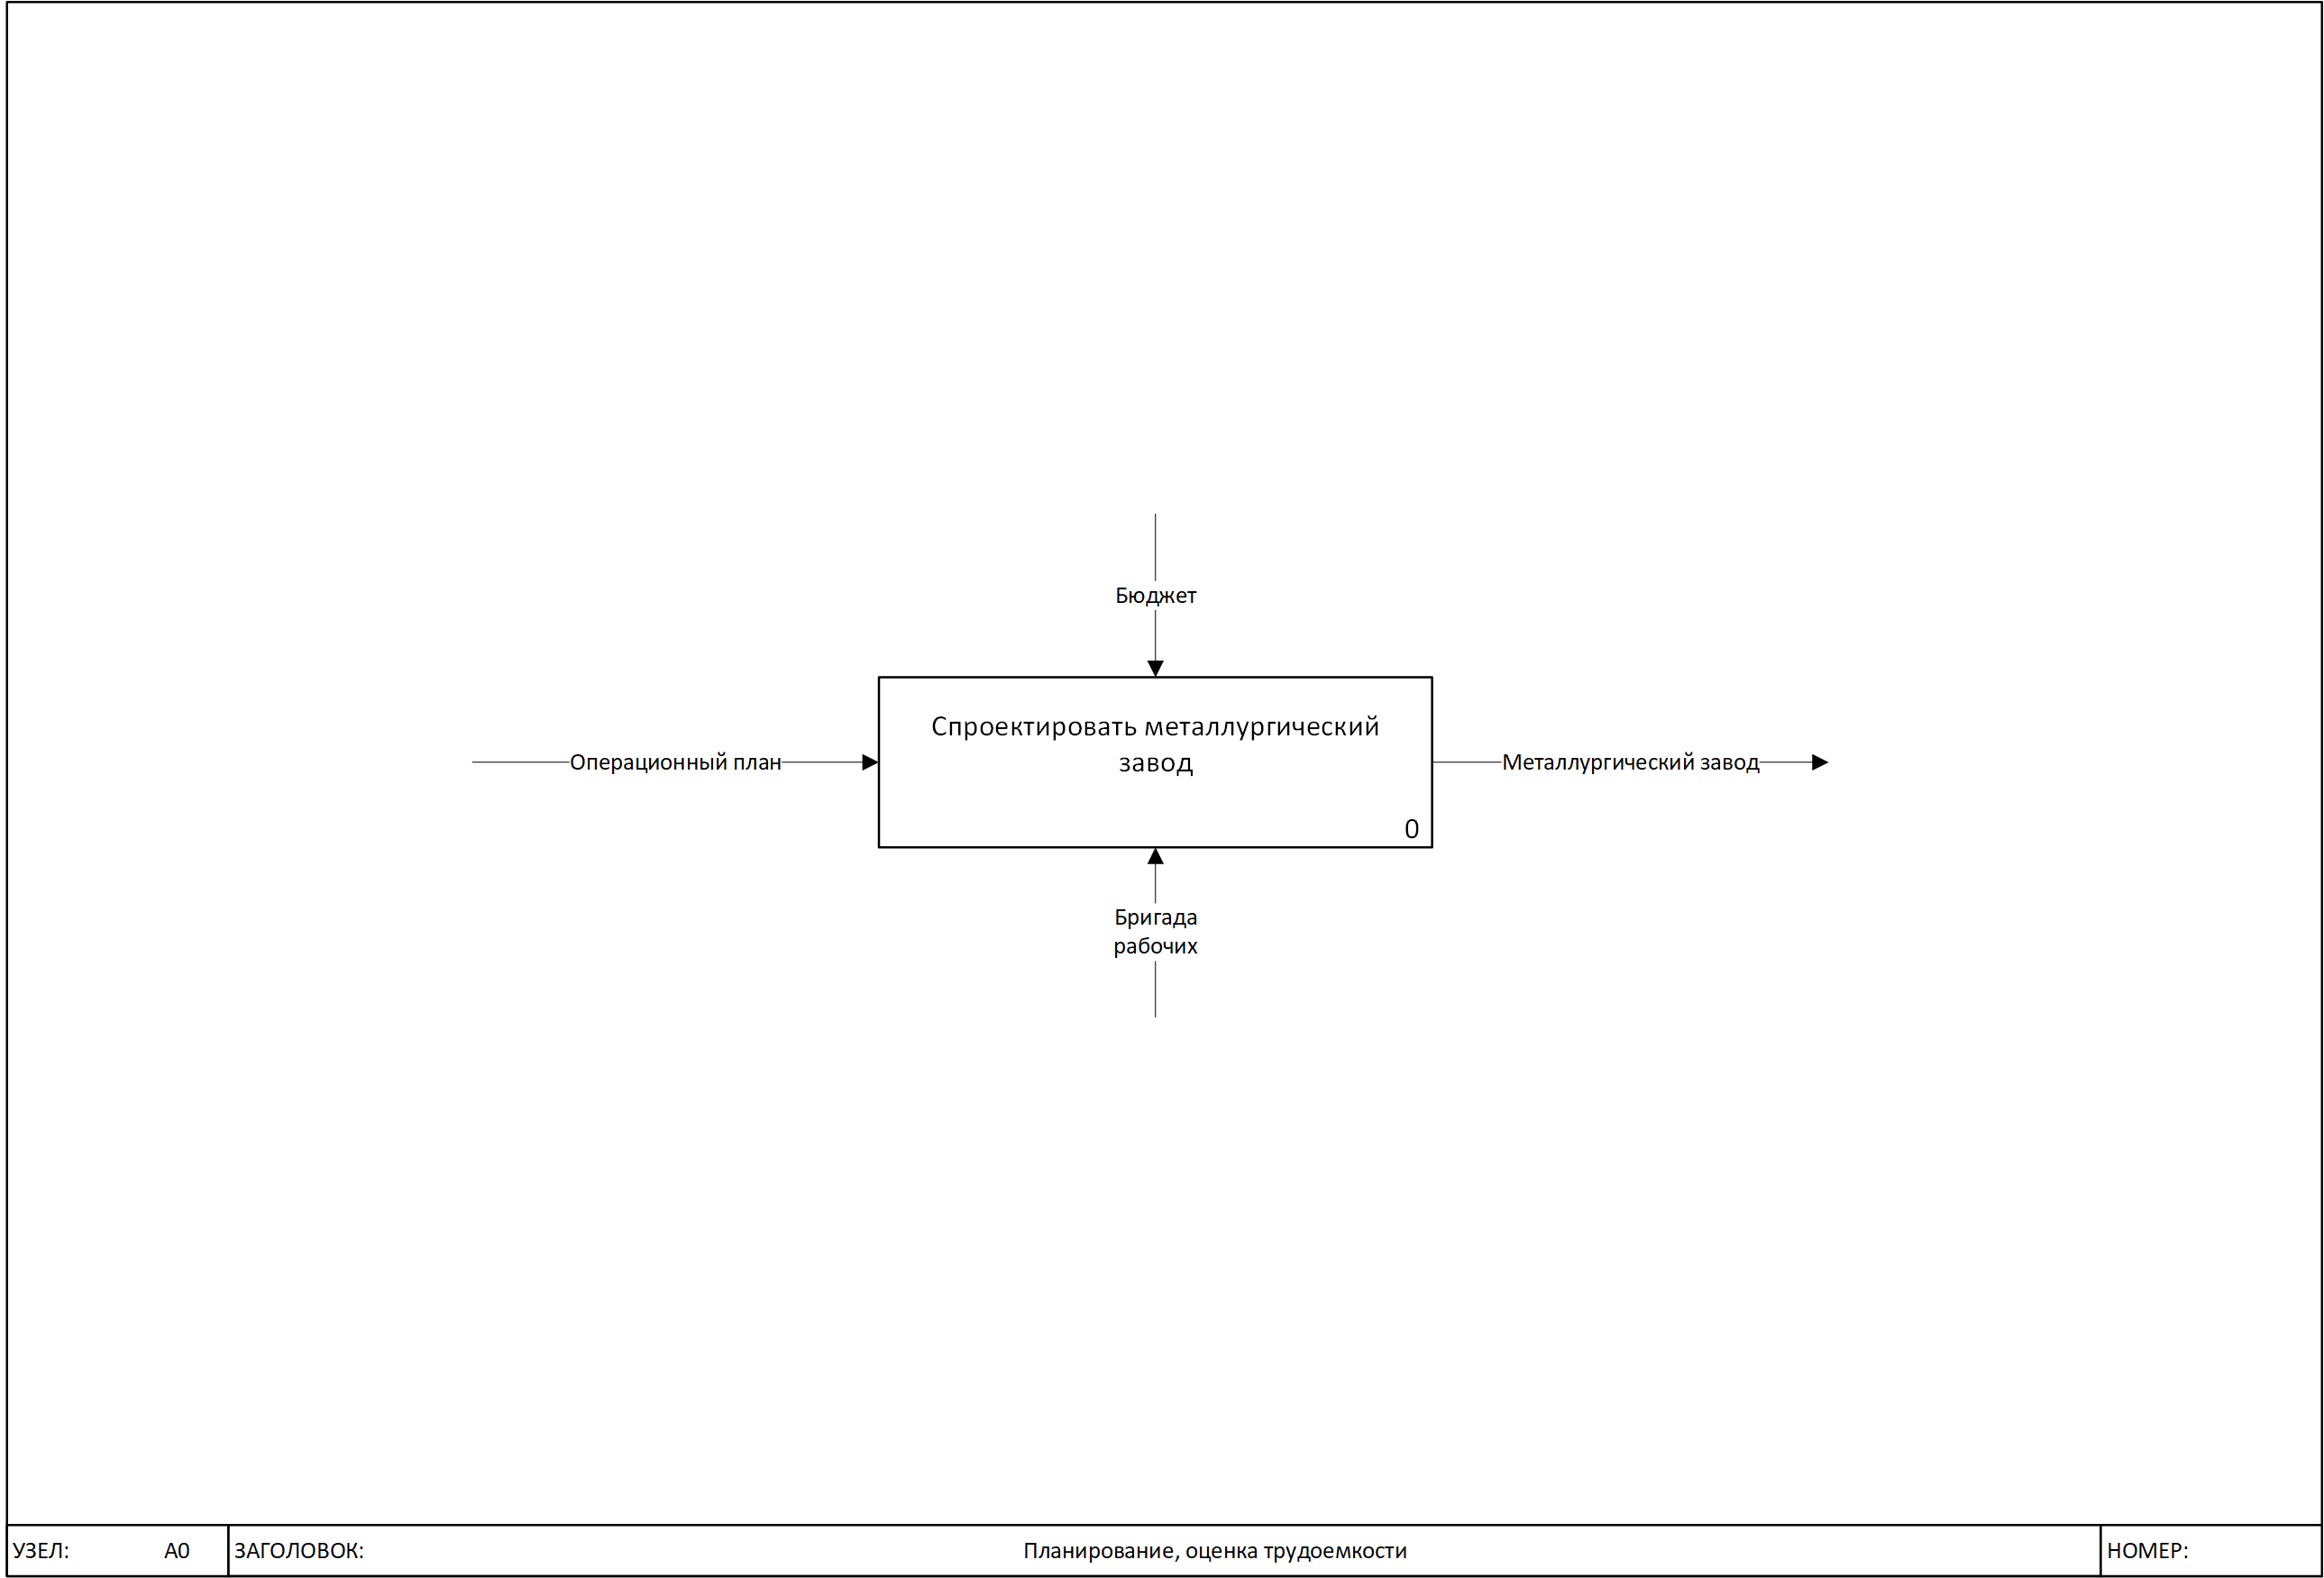 Бюджет
Спроектировать металлургический
завод
Операционный план
Металлургический завод
0
Бригада
рабочих
УЗЕЛ:
A0
ЗАГОЛОВОК:
Планирование, оценка трудоемкости
НОМЕР: